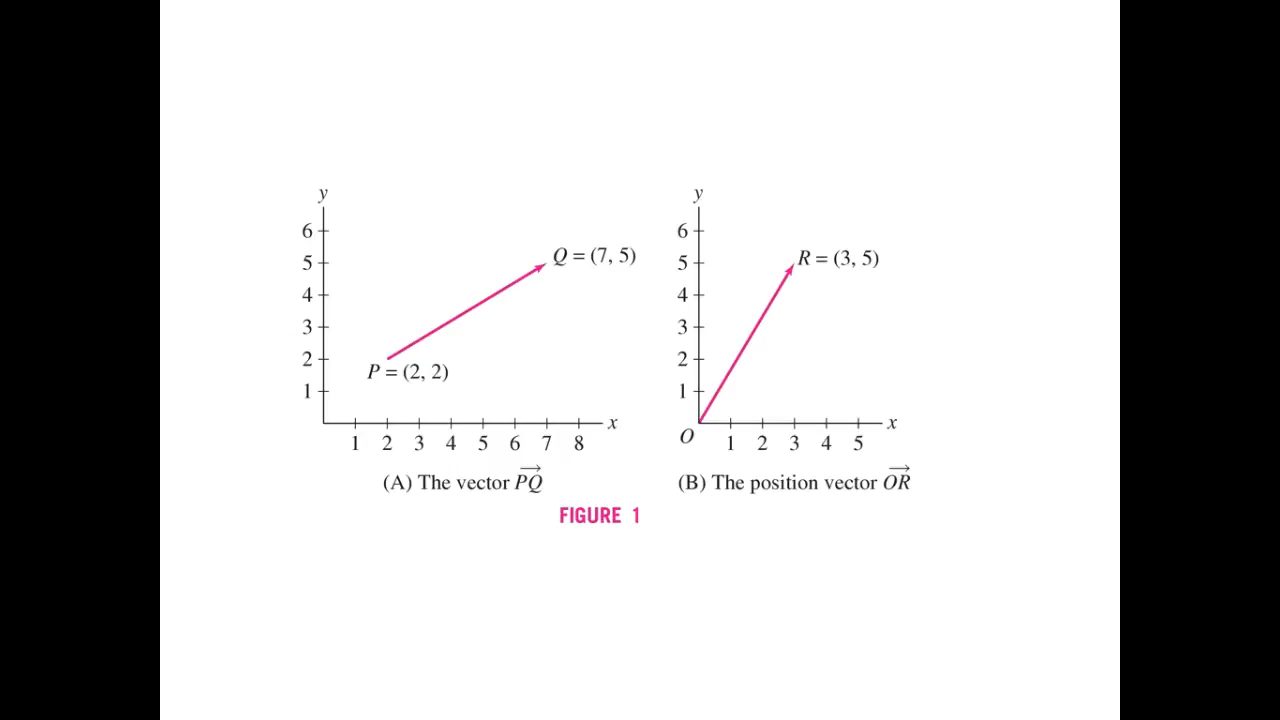 y
6
5
4
3
2
1
Q = (7, 5)
P = (2, 2)
x
1 2 3 4 5 6 7 8
(A) The vector PQ→
y
6
5
4
3
2
1
R = (3, 5)
O
x
1 2 3 4 5
(B) The position vector OR→
FIGURE 1